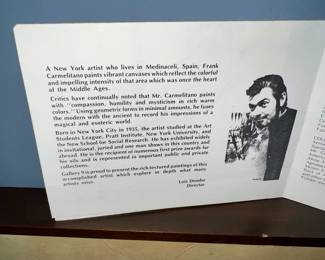 A New York artist who lives in Medinaceli, Spain, Frank
Carmelitano paints vibrant canvases which reflect the colorful
and impelling intensity of that area which was once the heart
of the Middle Ages.
Critics have continually noted that Mr. Carmelitano paints
with "compassion, humility and mysticism in rich warm
colors." Using geometric forms in minimal amounts, he fuses
the modern with the ancient to record his impressions of a
magical and esoteric world.
Born in New York City in 1935, the artist studied at the Art
Students League, Pratt Institute, New York University, and
the New School for Social Research. He has exhibited widely
in invitational, juried and one man shows in this country and
abroad. He is the recipient of numerous first prize awards for
his oils and is represented in important public and private
collections.
Gallery 9 is proud to present the rich textured paintings of this
accomplished artist which explore in depth what more
artists miss.
Lois Dombo
Director